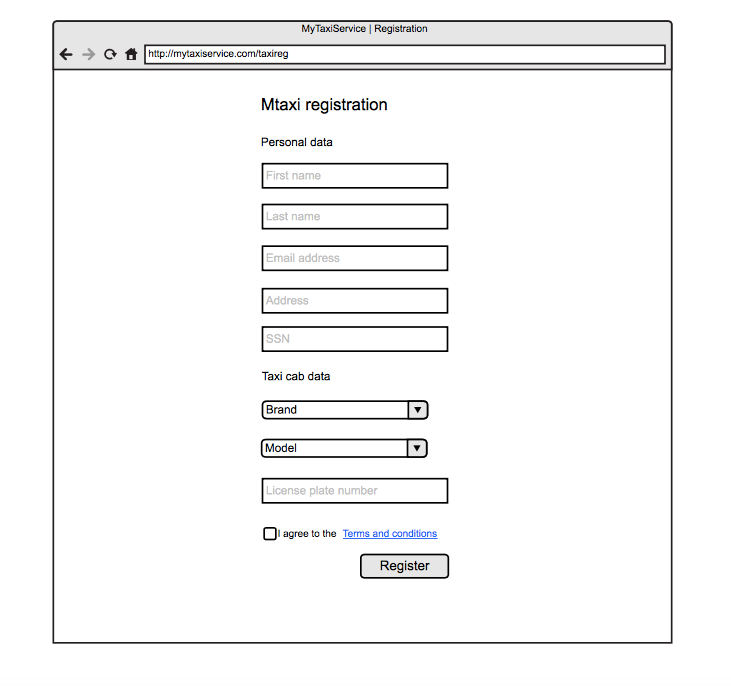 MyTaxiService | Registration
http://mytaxiservice.com/taxireg
Mtaxi registration
Personal data
First name
Last name
Email address
Address
SSN
Taxi cab data
Brand
Model
License plate number
I agree to the Terms and conditions
Register